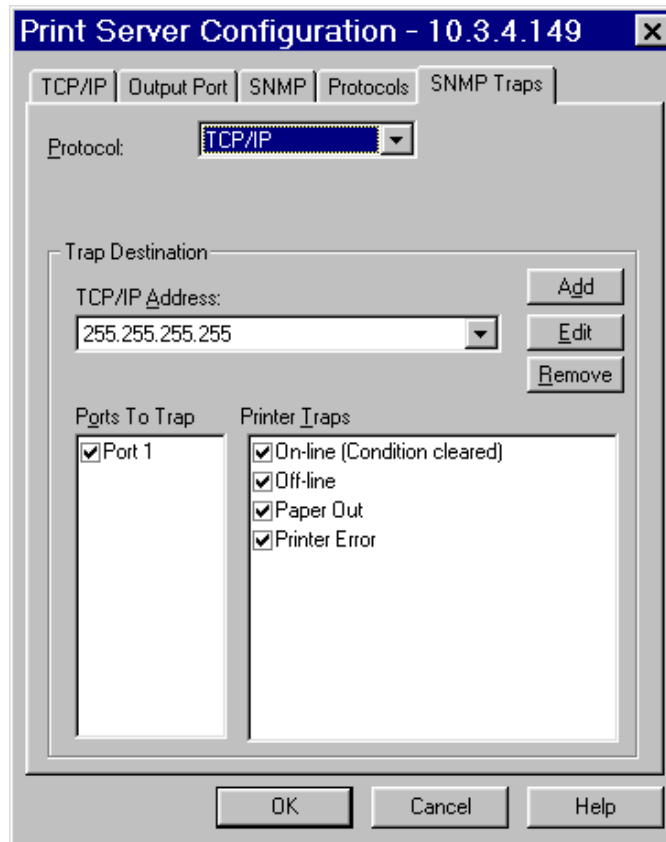 Print Server Configuration - 10.3.4.149
TCP/IP Output Port SNMP Protocols SNMP Traps
Protocol: TCP/IP
Trap Destination
Add
TCP/IP Address:
255.255.255.255
Edit
Remove
Ports To Trap Printer Traps
Port 1 On-line (Condition cleared)
Off-line
Paper Out
Printer Error
OK Cancel Help